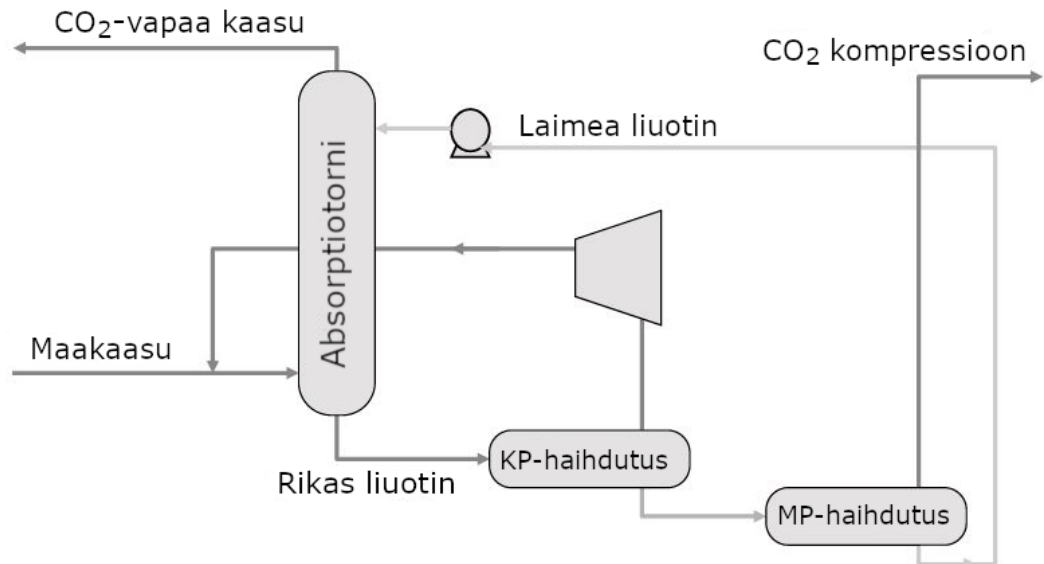 CO₂-vapaa kaasu
CO₂ kompressioon
Laimea liuotin
Absorptiotorni
Maakaasu
KP-haihdutus
Rikas liuotin
MP-haihdutus